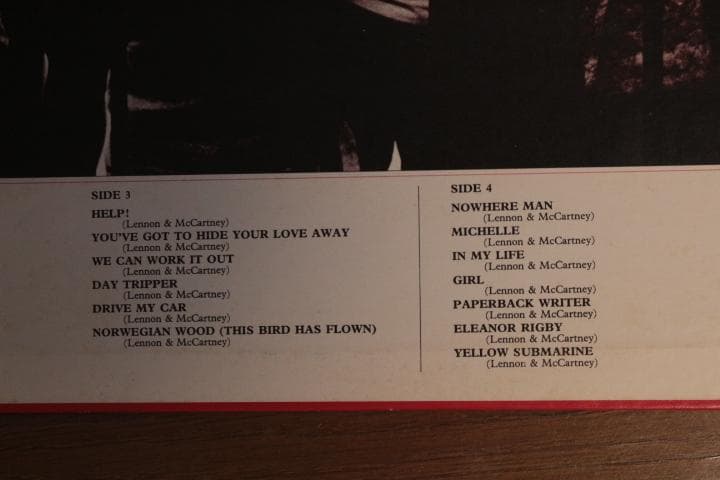 SIDE 3
HELP!
(Lennon & McCartney)
YOU'VE GOT TO HIDE YOUR LOVE AWAY
(Lennon & McCartney)
WE CAN WORK IT OUT
(Lennon & McCartney)
DAY TRIPPER
(Lennon & McCartney)
DRIVE MY CAR
(Lennon & McCartney)
NORWEGIAN WOOD (THIS BIRD HAS FLOWN)
(Lennon & McCartney)
SIDE 4
NOWHERE MAN
(Lennon & McCartney)
MICHELLE
(Lennon & McCartney)
IN MY LIFE
(Lennon & McCartney)
GIRL
(Lennon & McCartney)
PAPERBACK WRITER
(Lennon & McCartney)
ELEANOR RIGBY
(Lennon & McCartney)
YELLOW SUBMARINE
(Lennon & McCartney)